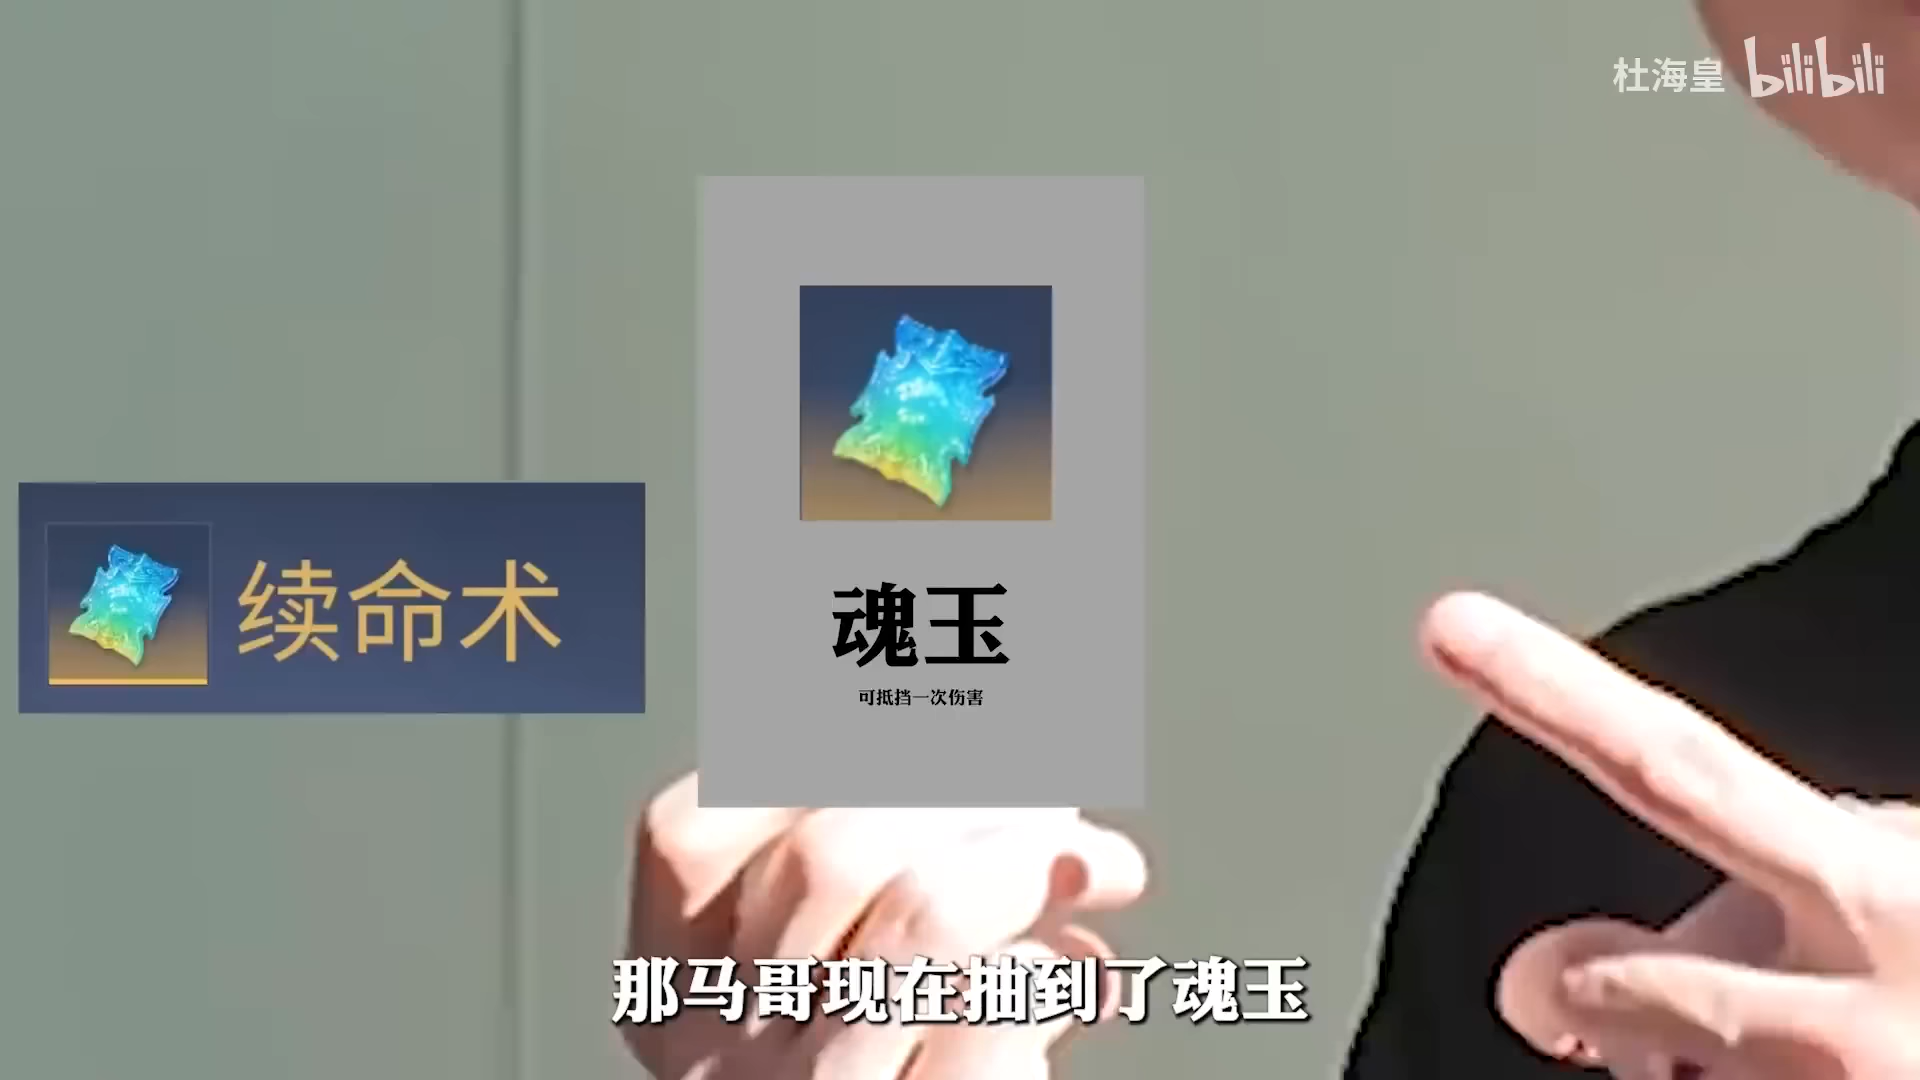 杜海皇 bilibili
续命术
魂玉
可抵挡一次伤害
那马哥现在抽到了魂玉